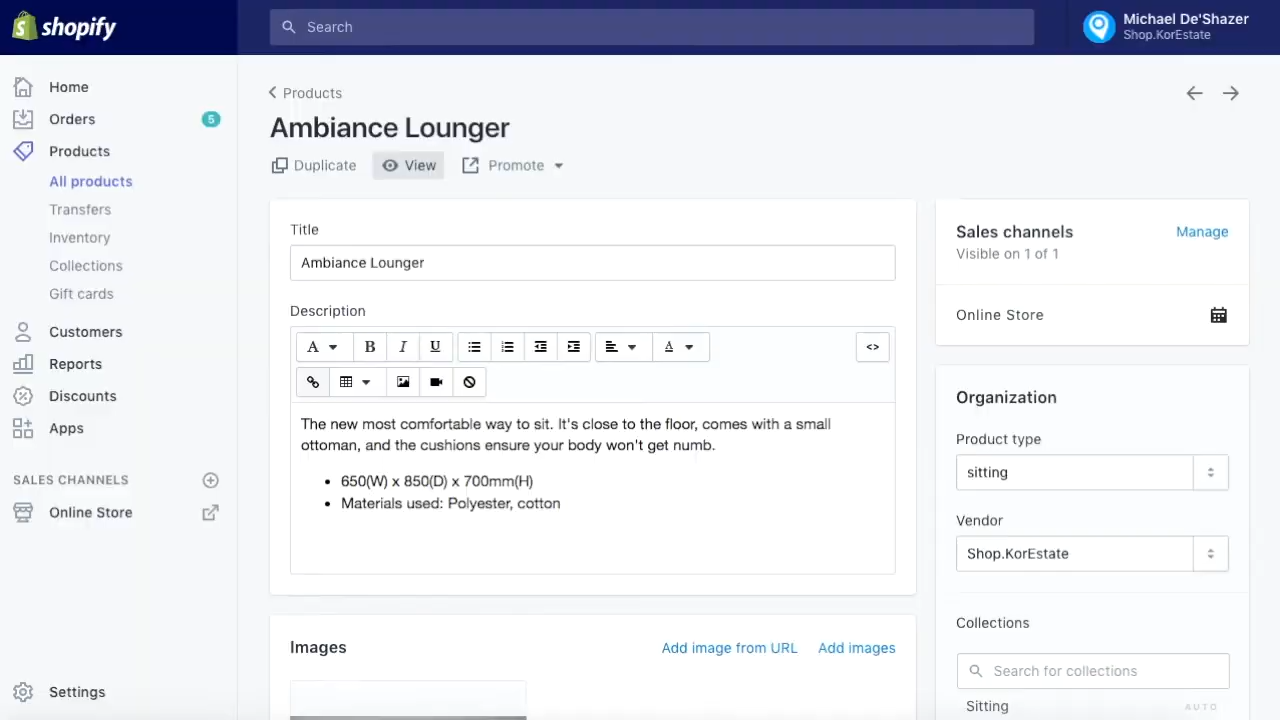 shopify
Search
Michael De'Shazer
Shop.KorEstate
Home
Orders
5
Products
All products
Transfers
Inventory
Collections
Gift cards
Customers
Reports
Discounts
Apps
SALES CHANNELS
Online Store
Settings
Products
Ambiance Lounger
Duplicate
View
Promote
Title
Ambiance Lounger
Description
A
B
I
U
A
<>
The new most comfortable way to sit. It's close to the floor, comes with a small
ottoman, and the cushions ensure your body won't get numb.
• 650(W) x 850(D) x 700mm(H)
• Materials used: Polyester, cotton
Images
Add image from URL
Add images
Sales channels
Manage
Visible on 1 of 1
Online Store
Organization
Product type
sitting
Vendor
Shop.KorEstate
Collections
Search for collections
Sitting
AUTO